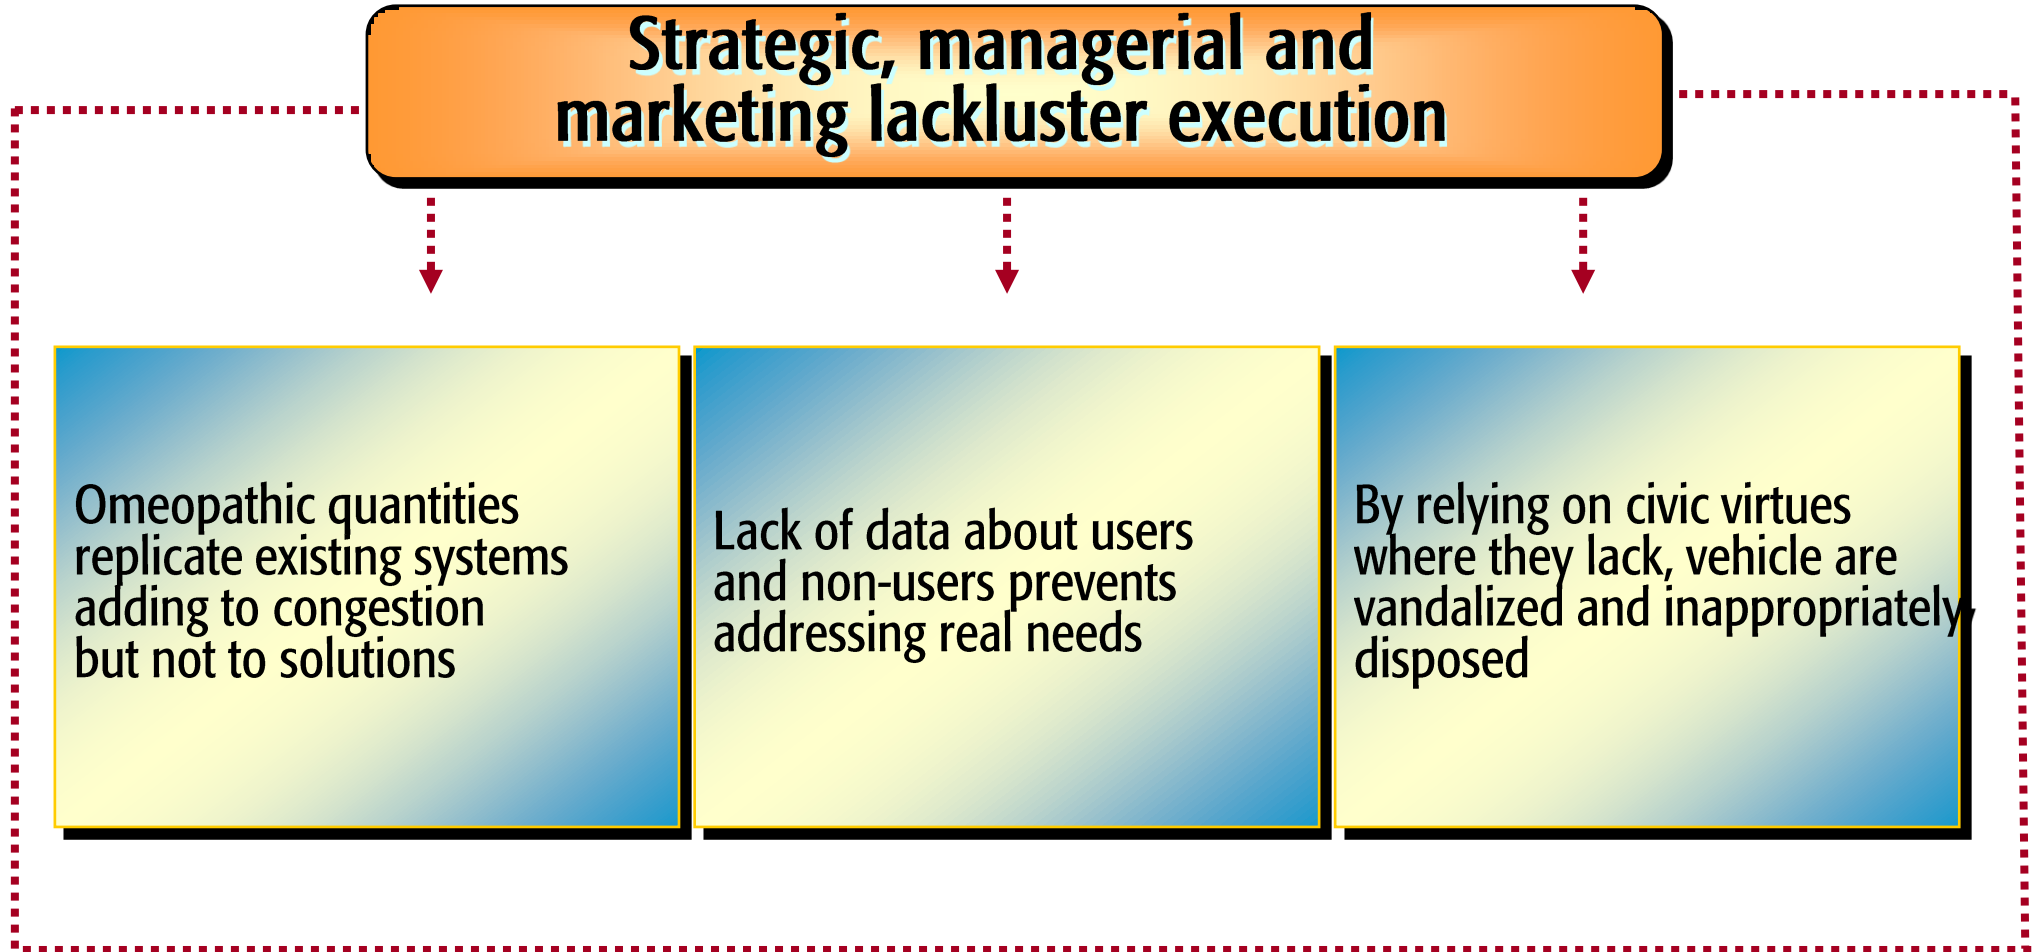 Strategic, managerial and
marketing lackluster execution
Omeopathic quantities
replicate existing systems
adding to congestion
but not to solutions
Lack of data about users
and non-users prevents
addressing real needs
By relying on civic virtues
where they lack, vehicle are
vandalized and inappropriately,
disposed